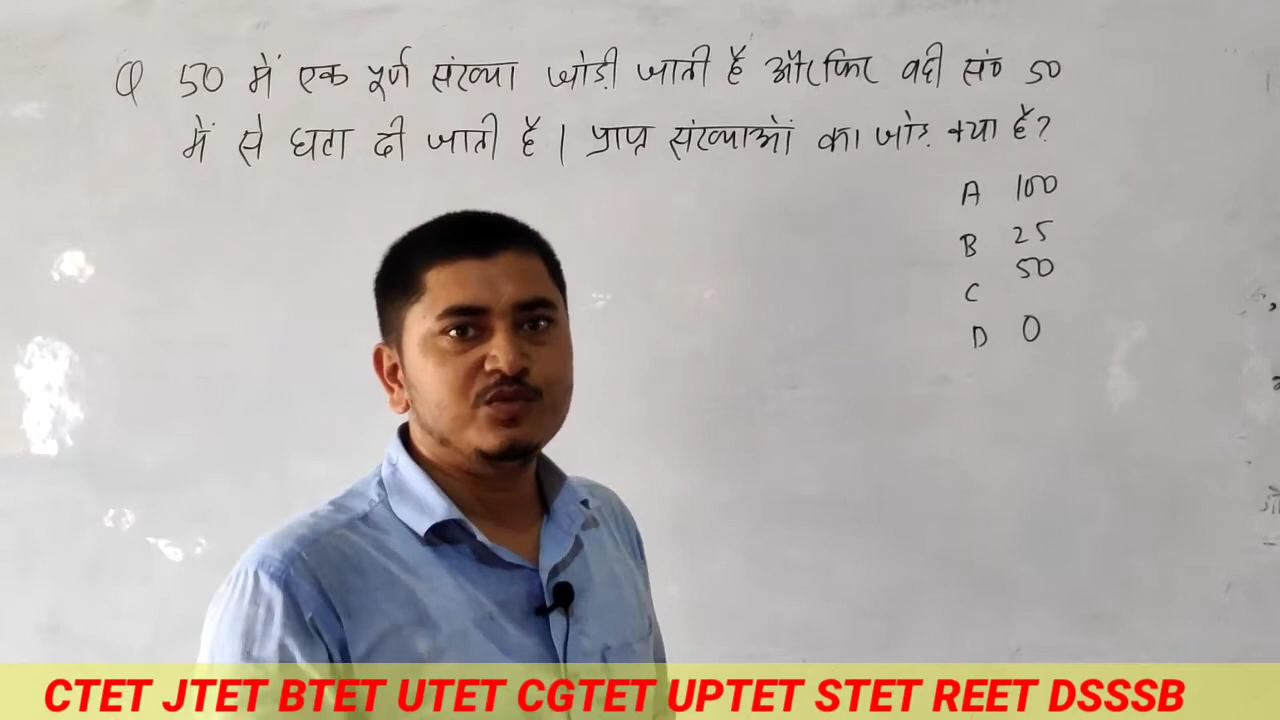 Q 50 में एक पूर्ण संख्या जोड़ी जाती है और फिर वही सं० 50
में से घटा दी जाती है। प्राप्त संख्याओं का जोड़ क्या है?
A 100
B 25
C 50
D 0
CTET JTET BTET UTET CGTET UPTET STET REET DSSSB